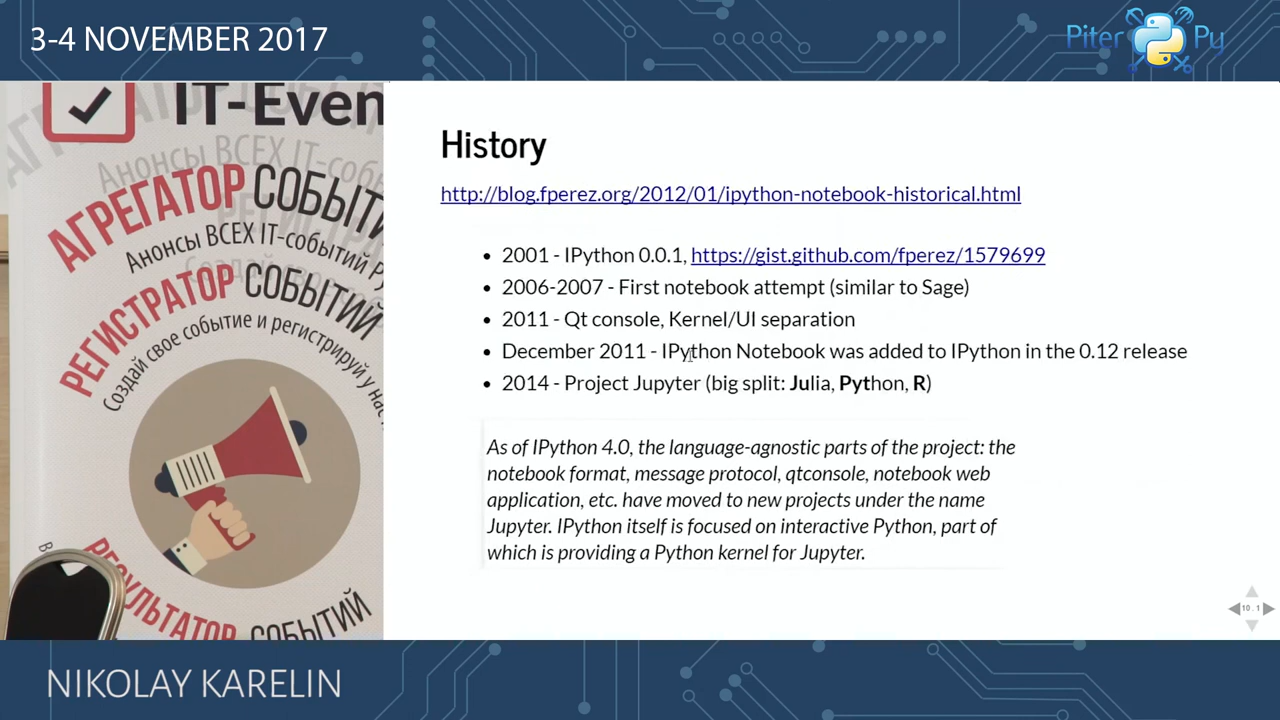 3-4 NOVEMBER 2017
Piter Py
IT-Even
АГРЕГАТОР СОБЫТИ
Анонсы ВСЕХ IT-событий Ру
РЕГИСТРАТОР СОБЫТИЙ
Создай свое событие и регистрируй у нас
РЕЗУЛЬТАТОР СОБЫТИЙ
History
http://blog.fperez.org/2012/01/ipython-notebook-historical.html
• 2001 - IPython 0.0.1, https://gist.github.com/fperez/1579699
• 2006-2007 - First notebook attempt (similar to Sage)
• 2011 - Qt console, Kernel/UI separation
• December 2011 - IPython Notebook was added to IPython in the 0.12 release
• 2014 - Project Jupyter (big split: Julia, Python, R)
As of IPython 4.0, the language-agnostic parts of the project: the
notebook format, message protocol, qtconsole, notebook web
application, etc. have moved to new projects under the name
Jupyter. IPython itself is focused on interactive Python, part of
which is providing a Python kernel for Jupyter.
10.1
NIKOLAY KARELIN